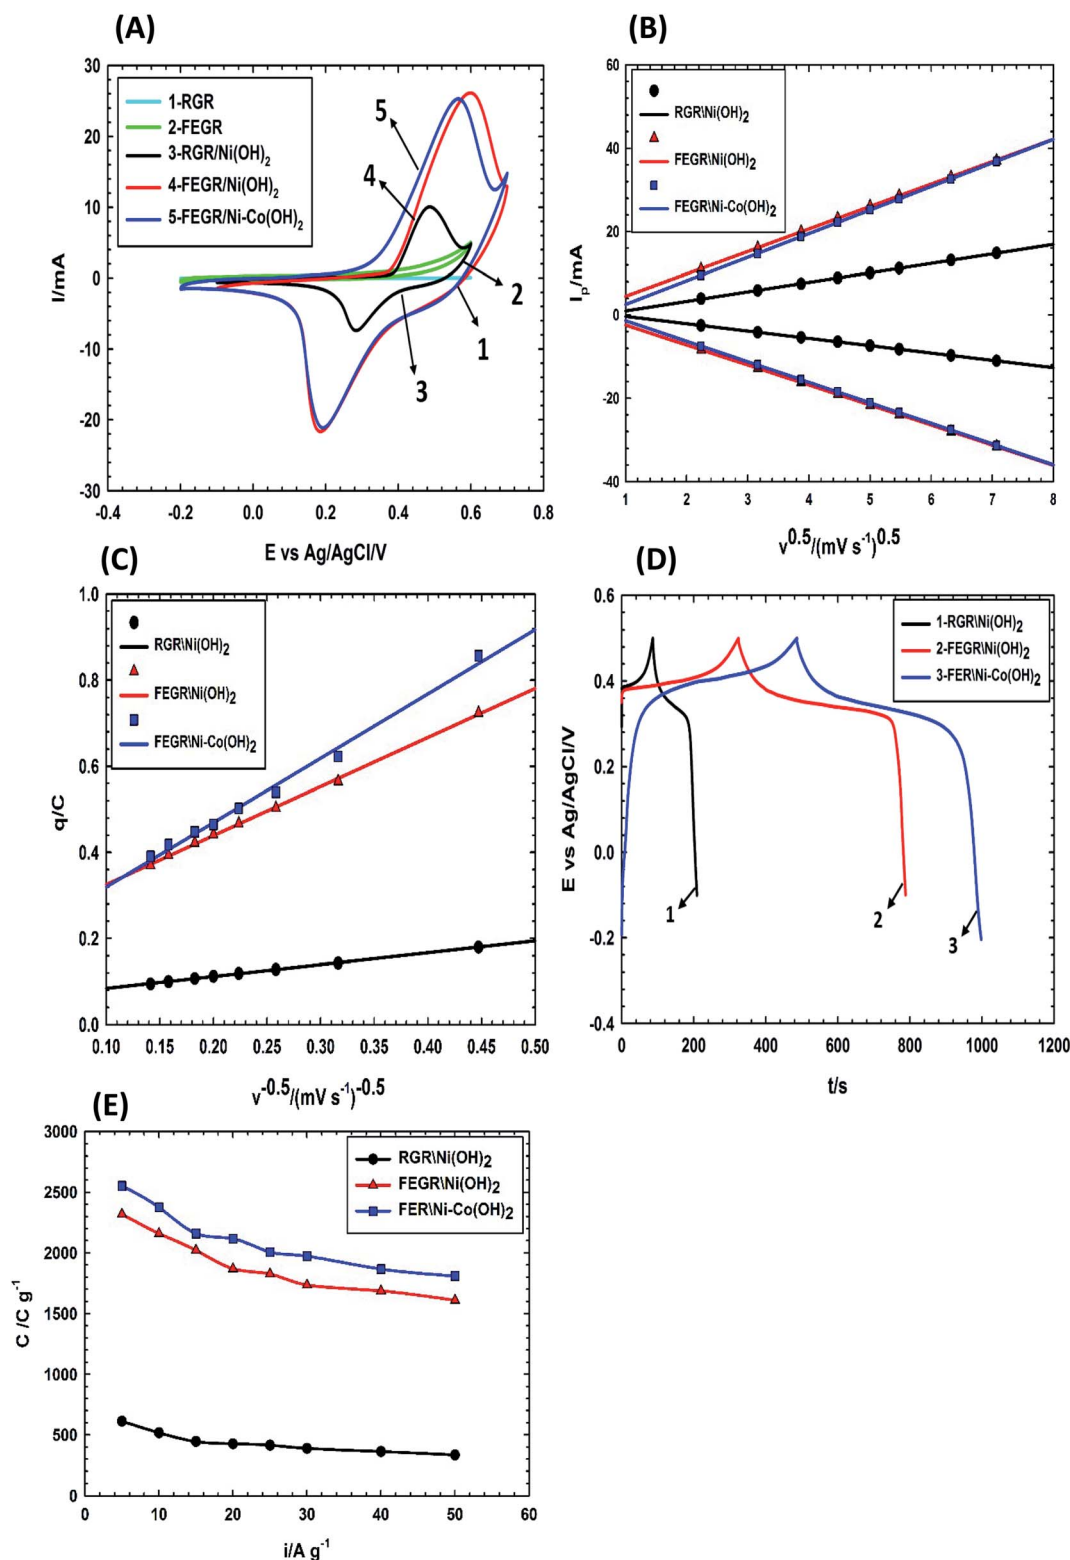 (A)
30
20
10
0
-10
-20
-30
I/mA
-0.4
-0.2
0.0
0.2
0.4
0.6
0.8
E vs Ag/AgCl/V
1-RGR
2-FEGR
3-RGR/Ni(OH)2
4-FEGR/Ni(OH)2
5-FEGR/Ni-Co(OH)2
5
4
2
1
3
(B)
60
40
20
0
-20
-40
Ip/mA
1
2
3
4
5
6
7
8
v^0.5/(mV s^-1)^0.5
RGR\Ni(OH)2
FEGR\Ni(OH)2
FEGR\Ni-Co(OH)2
(C)
1.0
0.8
0.6
0.4
0.2
0.0
q/C
0.10
0.15
0.20
0.25
0.30
0.35
0.40
0.45
0.50
v^-0.5/(mV s^-1)^-0.5
RGR\Ni(OH)2
FEGR\Ni(OH)2
FEGR\Ni-Co(OH)2
(D)
0.6
0.4
0.2
0.0
-0.2
-0.4
E vs Ag/AgCl/V
0
200
400
600
800
1000
1200
t/s
1-RGR\Ni(OH)2
2-FEGR\Ni(OH)2
3-FER\Ni-Co(OH)2
1
2
3
(E)
3000
2500
2000
1500
1000
500
0
C /C g^-1
0
10
20
30
40
50
60
i/A g^-1
RGR\Ni(OH)2
FEGR\Ni(OH)2
FER\Ni-Co(OH)2